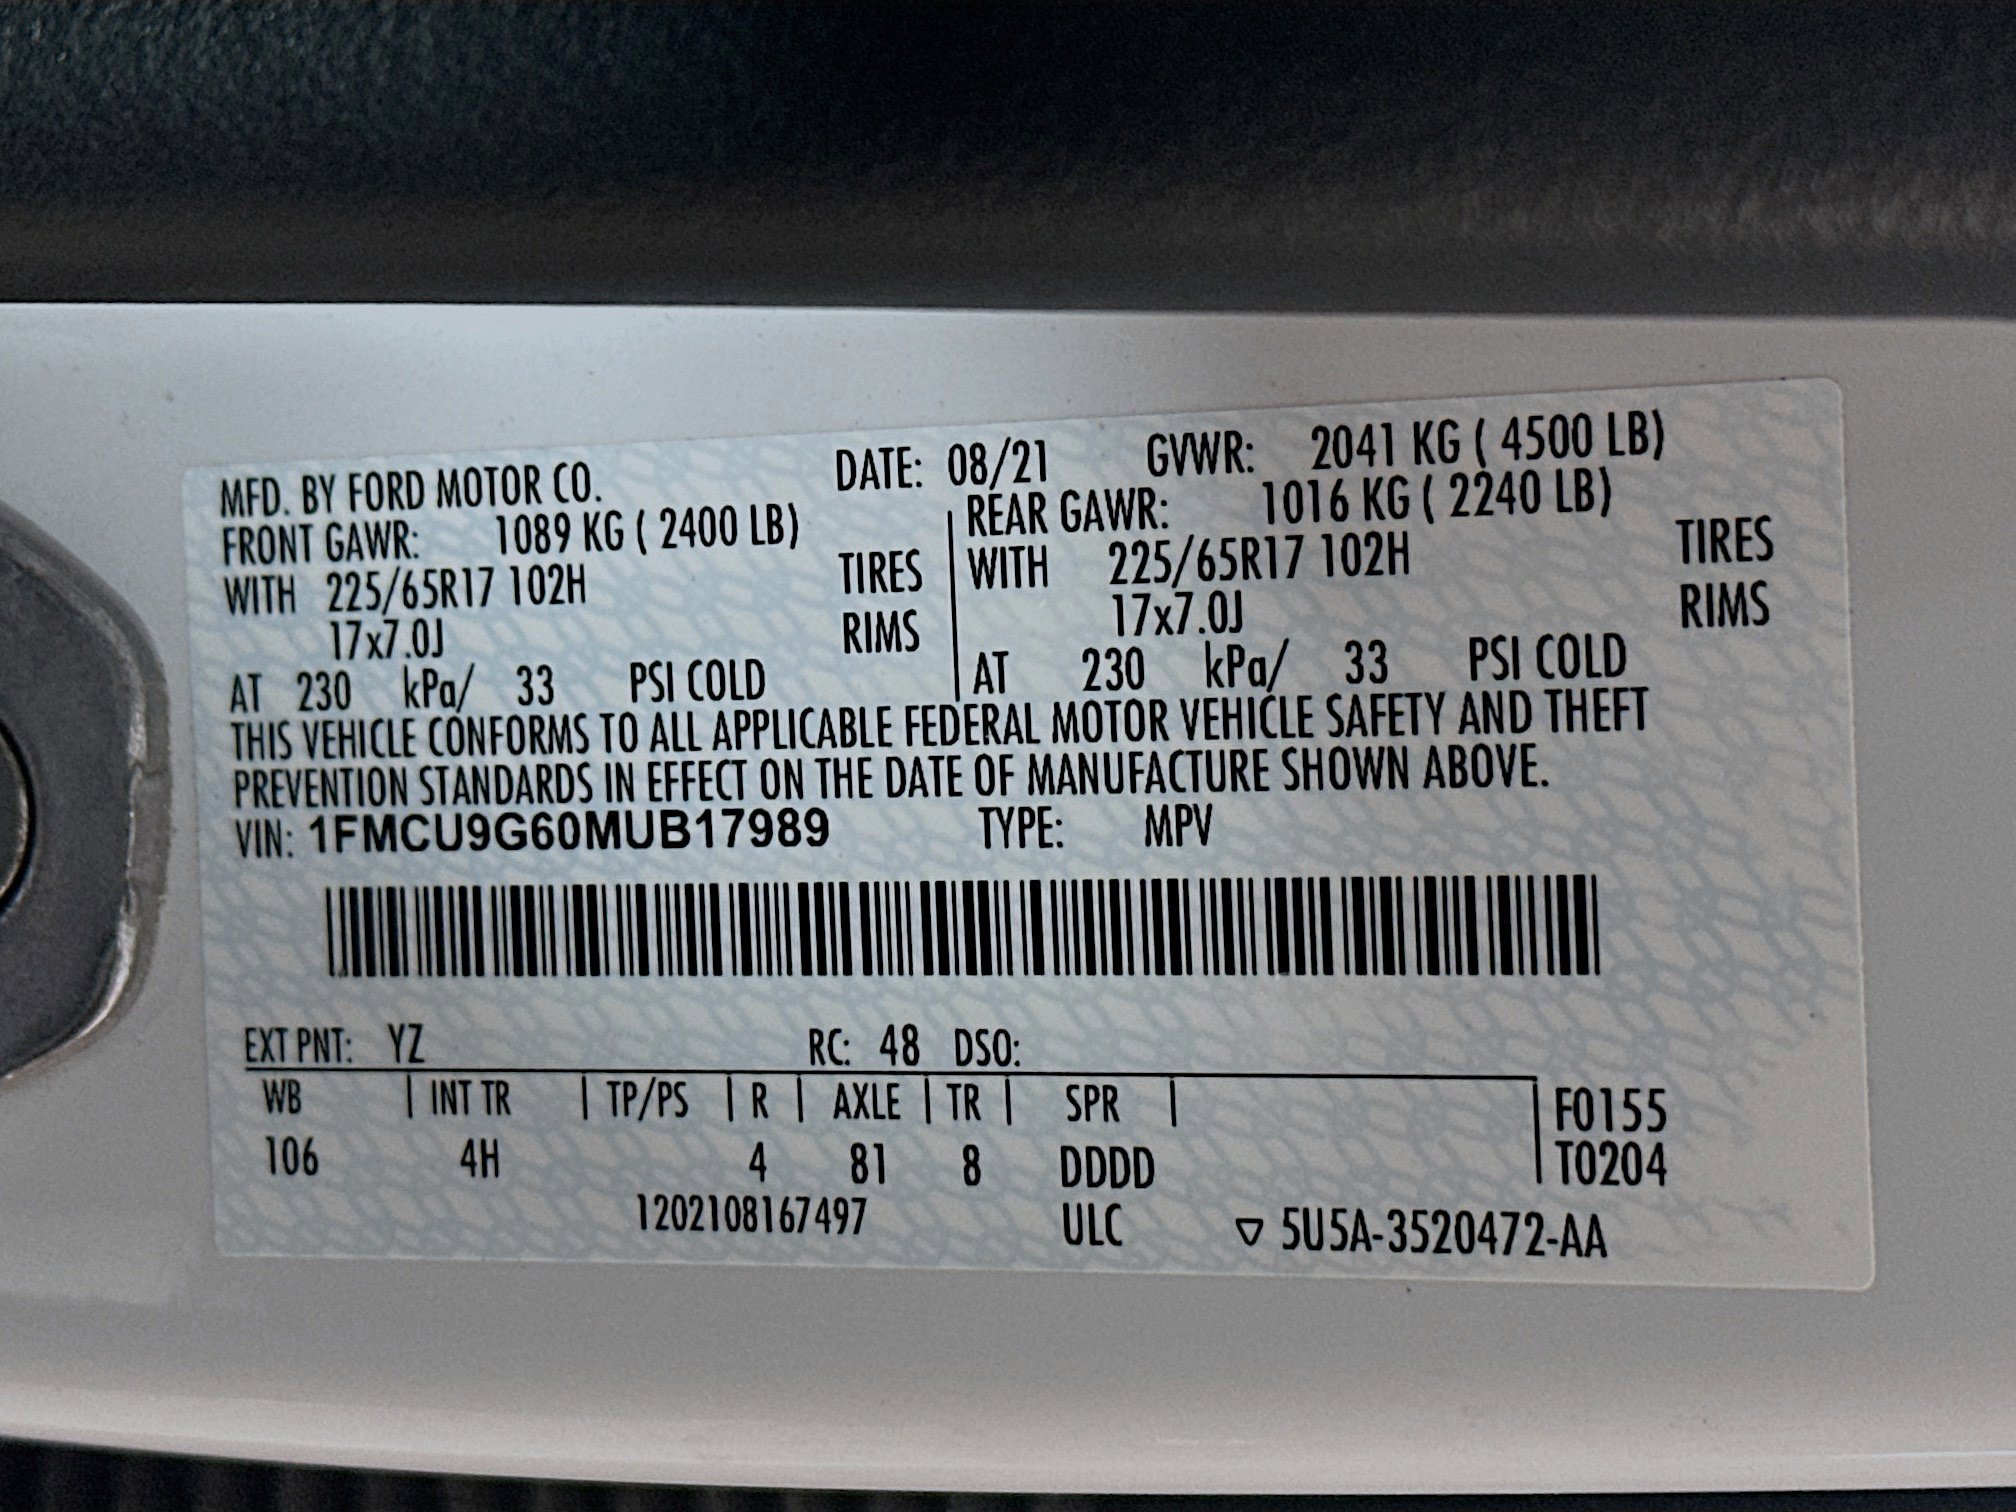 MFD. BY FORD MOTOR CO. DATE: 08/21 GVWR: 2041 KG ( 4500 LB)
FRONT GAWR: 1089 KG ( 2400 LB) REAR GAWR: 1016 KG ( 2240 LB)
WITH 225/65R17 102H TIRES WITH 225/65R17 102H TIRES
17x7.0J RIMS 17x7.0J RIMS
AT 230 kPa/ 33 PSI COLD AT 230 kPa/ 33 PSI COLD
THIS VEHICLE CONFORMS TO ALL APPLICABLE FEDERAL MOTOR VEHICLE SAFETY AND THEFT
PREVENTION STANDARDS IN EFFECT ON THE DATE OF MANUFACTURE SHOWN ABOVE.
VIN: 1FMCU9G60MUB17989 TYPE: MPV
EXT PNT: YZ RC: 48 DSO:
WB | INT TR | TP/PS | R | AXLE | TR | SPR | F0155
106 4H 4 81 8 DDDD T0204
1202108167497 ULC ▽ 5U5A-3520472-AA